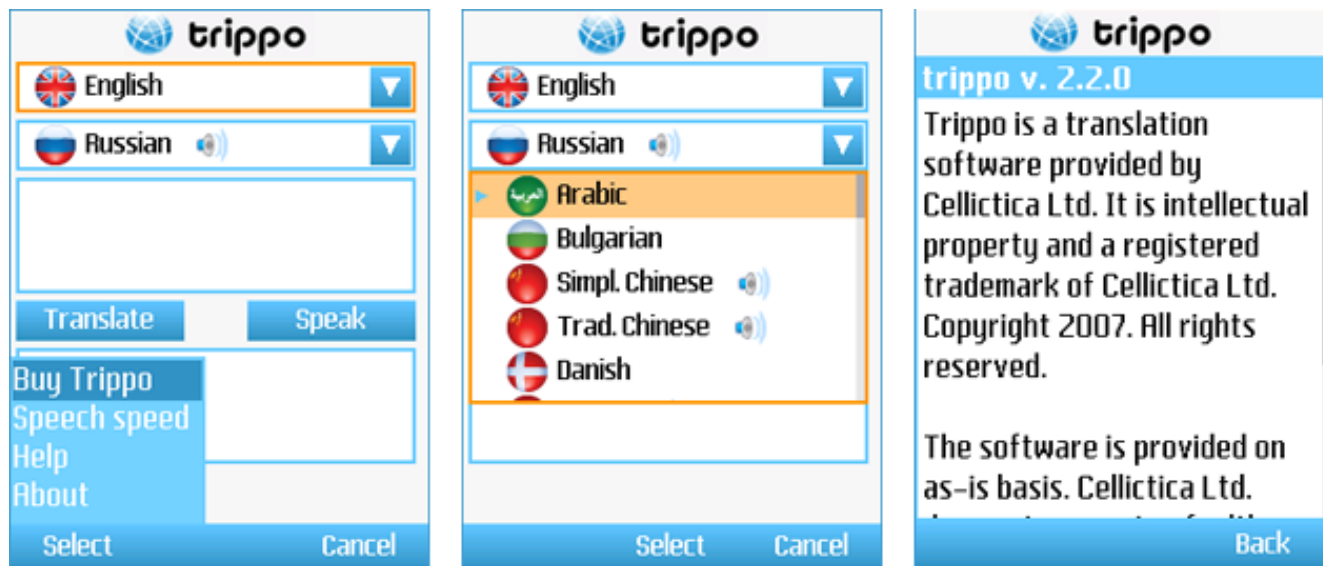 trippo
English
Russian
Translate
Speak
Buy Trippo
Speech speed
Help
About
Select
Cancel
trippo
English
Russian
العربية
Arabic
Bulgarian
Simpl. Chinese
Trad. Chinese
Danish
Select
Cancel
trippo
trippo v. 2.2.0
Trippo is a translation
software provided by
Cellictica Ltd. It is intellectual
property and a registered
trademark of Cellictica Ltd.
Copyright 2007. All rights
reserved.
The software is provided on
as-is basis. Cellictica Ltd.
Back